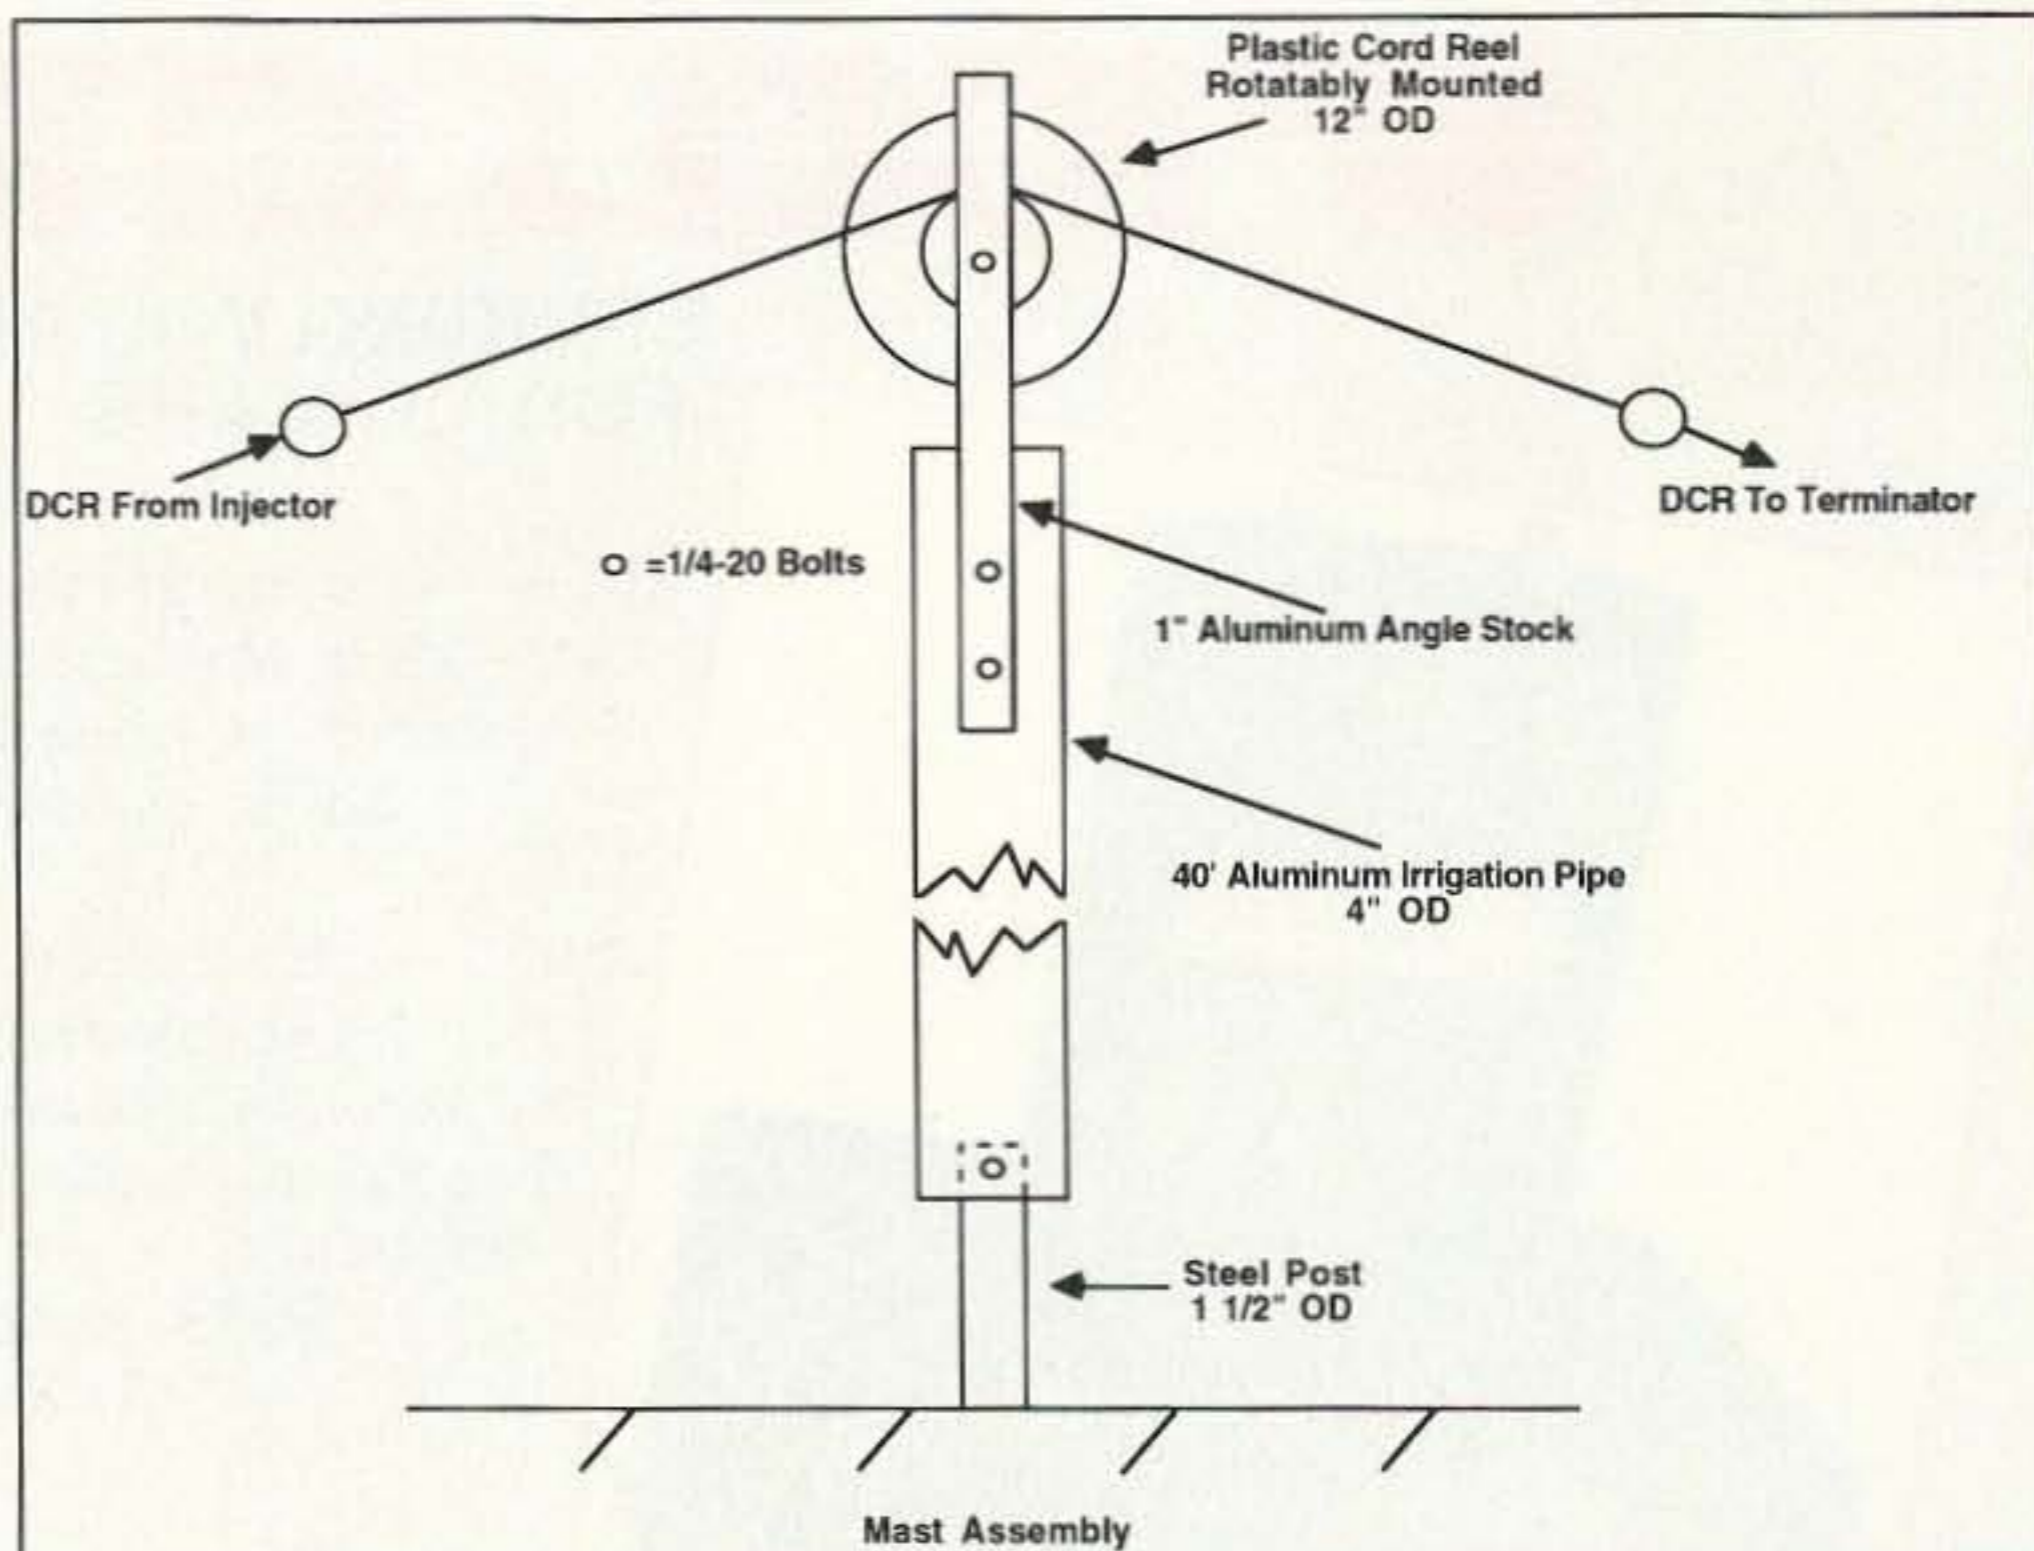 Plastic Cord Reel
Rotatably Mounted
12" OD
DCR From Injector
DCR To Terminator
o =1/4-20 Bolts
1" Aluminum Angle Stock
40' Aluminum Irrigation Pipe
4" OD
Steel Post
1 1/2" OD
Mast Assembly